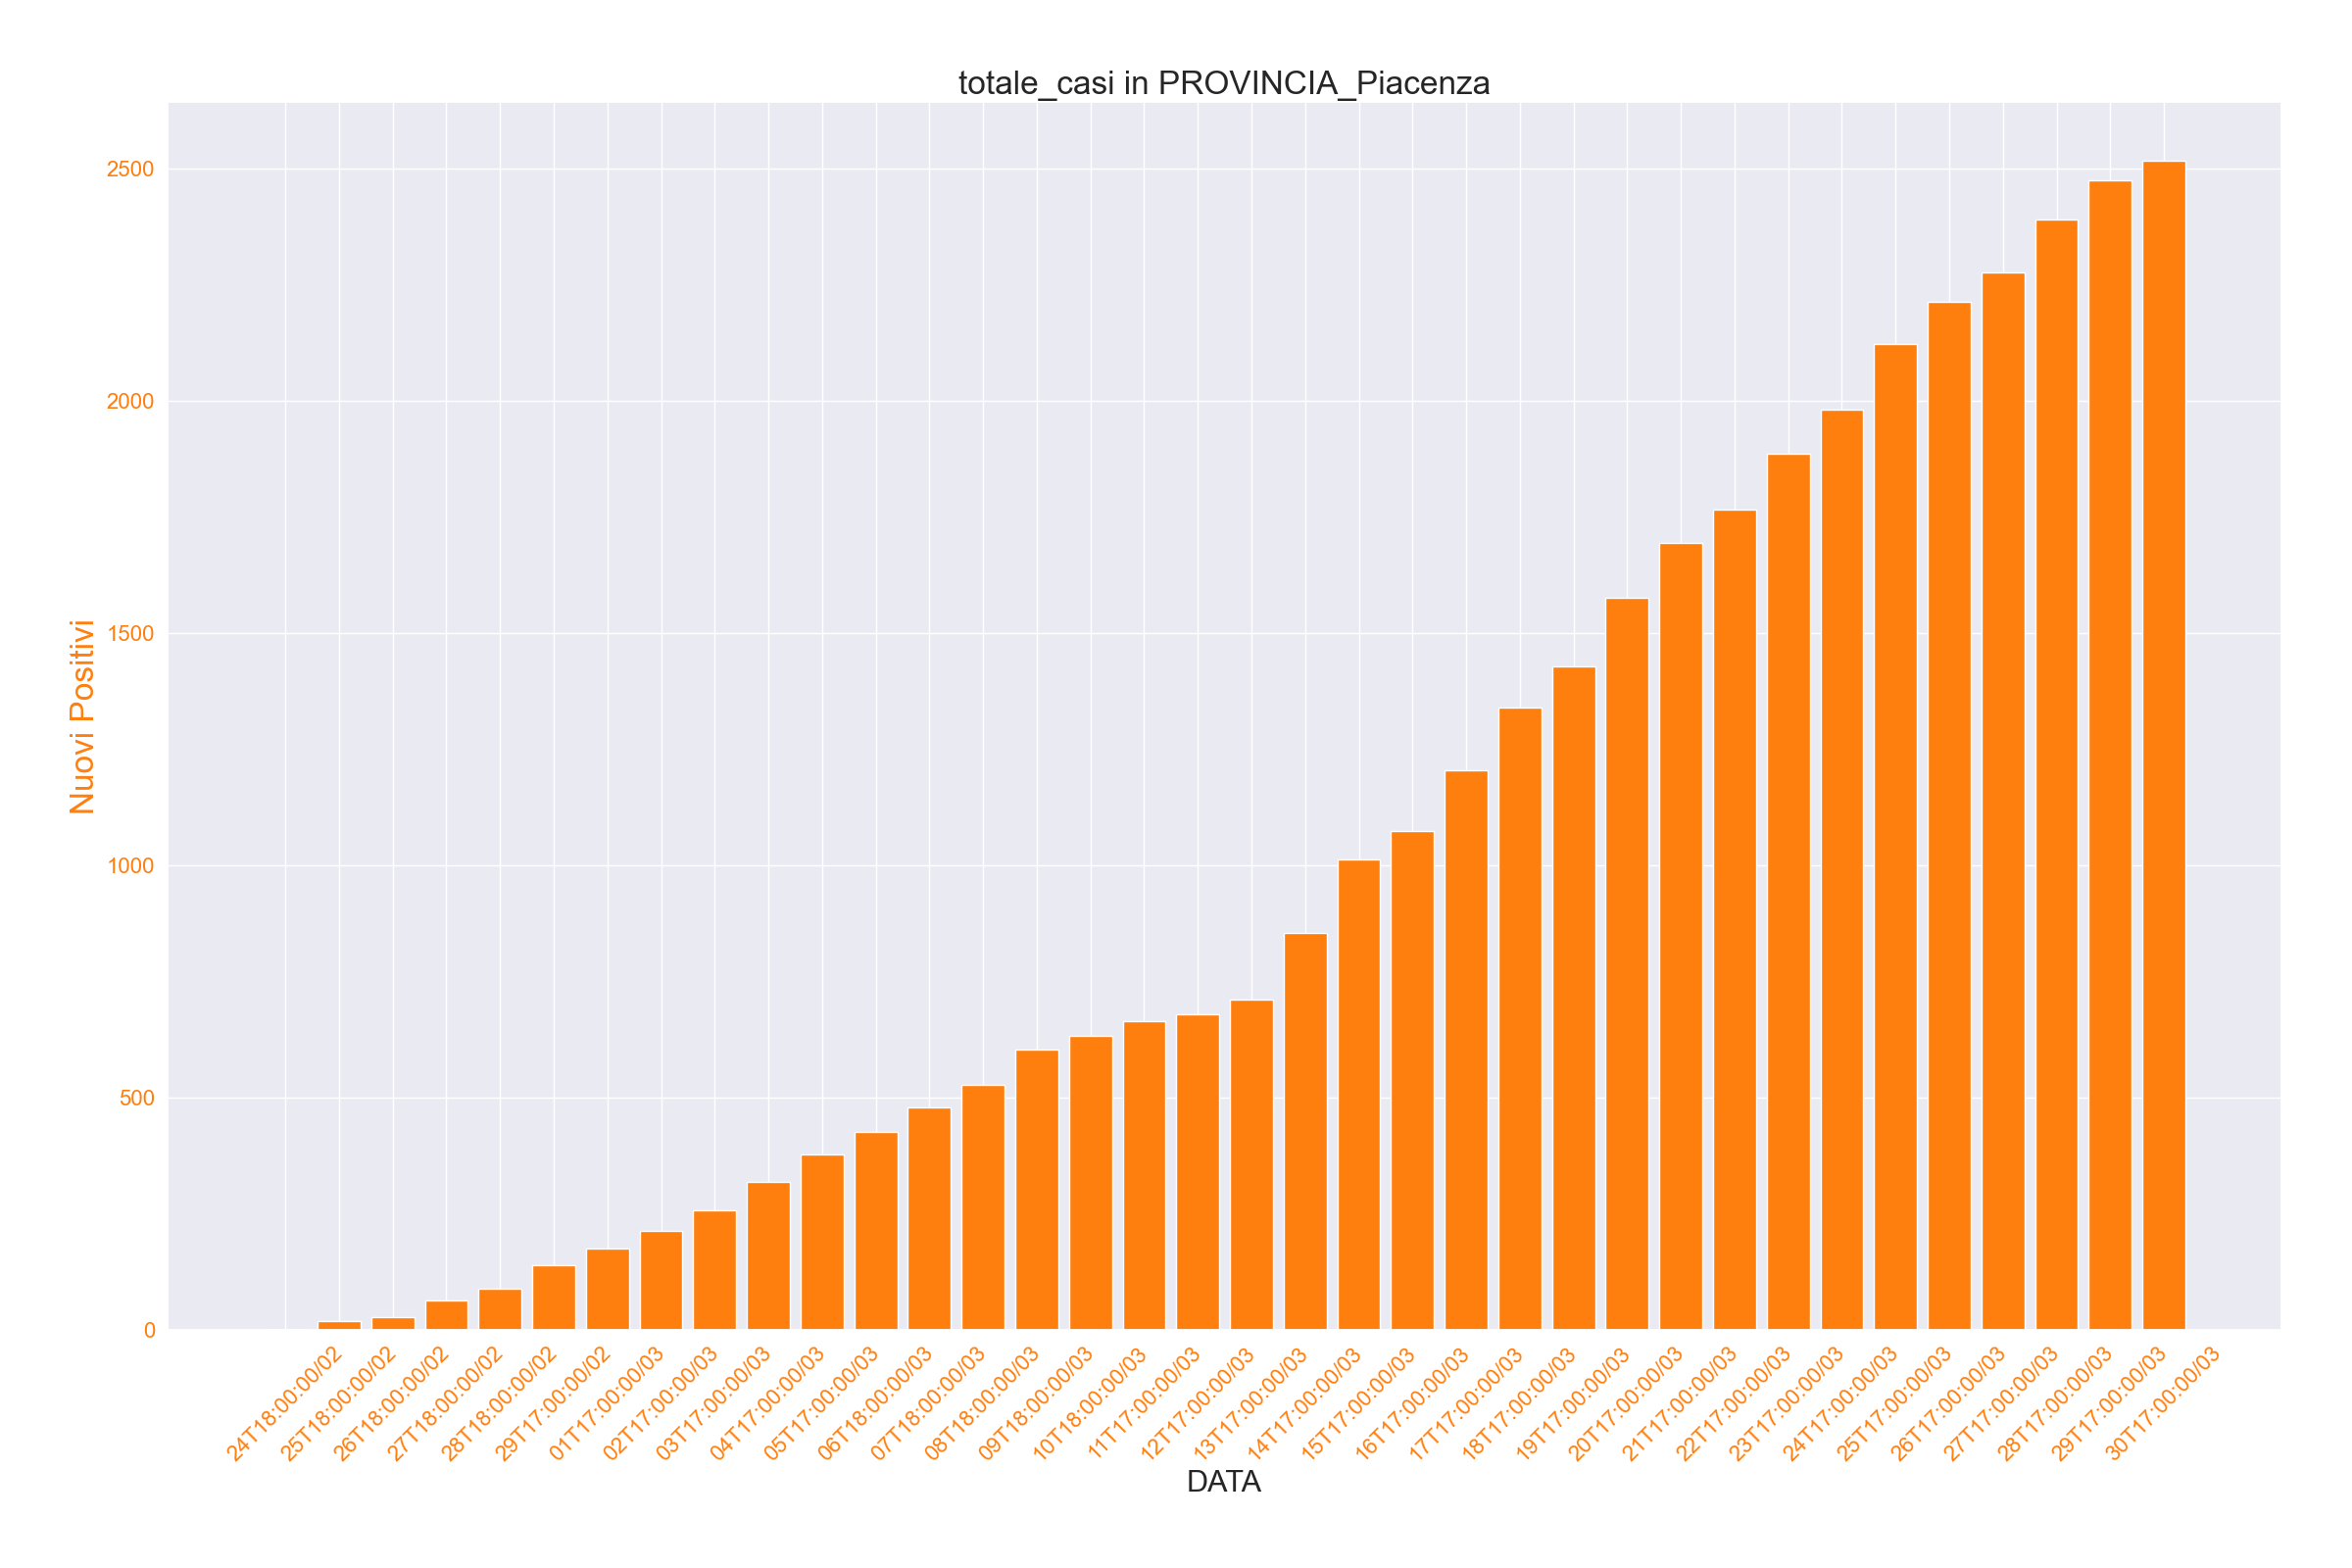 totale_casi in PROVINCIA_Piacenza
Nuovi Positivi
2500
2000
1500
1000
500
0
24T18:00:00/02
25T18:00:00/02
26T18:00:00/02
27T18:00:00/02
28T18:00:00/02
29T17:00:00/02
01T17:00:00/03
02T17:00:00/03
03T17:00:00/03
04T17:00:00/03
05T17:00:00/03
06T18:00:00/03
07T18:00:00/03
08T18:00:00/03
09T18:00:00/03
10T18:00:00/03
11T17:00:00/03
12T17:00:00/03
13T17:00:00/03
14T17:00:00/03
15T17:00:00/03
16T17:00:00/03
17T17:00:00/03
18T17:00:00/03
19T17:00:00/03
20T17:00:00/03
21T17:00:00/03
22T17:00:00/03
23T17:00:00/03
24T17:00:00/03
25T17:00:00/03
26T17:00:00/03
27T17:00:00/03
28T17:00:00/03
29T17:00:00/03
30T17:00:00/03
DATA